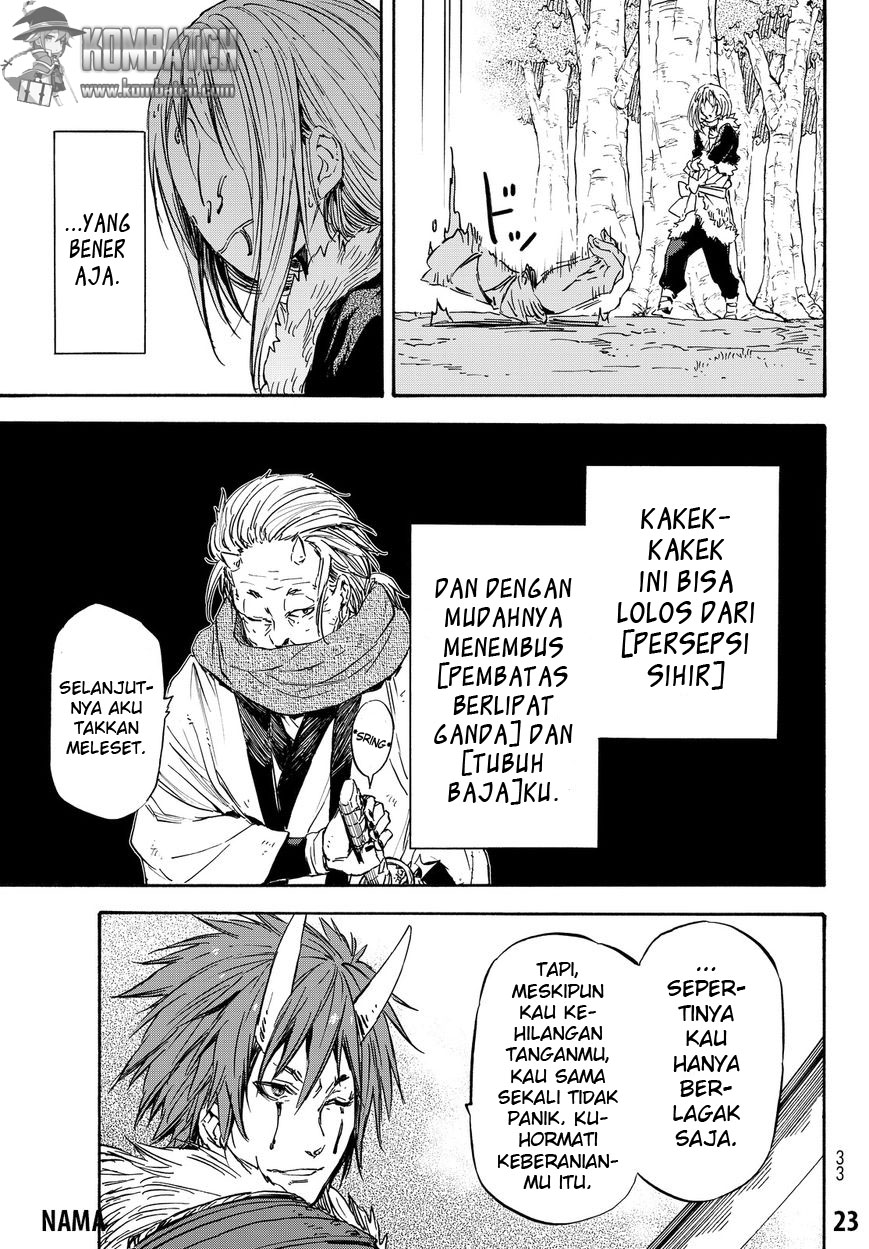 KOMBATCH
www.kombatch.com
ドドッ
...YANG
BENER
AJA.
KAKEK-
KAKEK
INI BISA
LOLOS DARI
[PERSEPSI
SIHIR]
DAN DENGAN
MUDAHNYA
MENEMBUS
[PEMBATAS
BERLIPAT
GANDA] DAN
[TUBUH
BAJA]KU.
*SRING*
SELANJUT-
NYA AKU
TAKKAN
MELESET.
...
SEPER-
TINYA
KAU
HANYA
BER-
LAGAK
SAJA.
TAPI,
MESKIPUN
KAU KE-
HILANGAN
TANGANMU,
KAU SAMA
SEKALI TIDAK
PANIK. KU-
HORMATI
KEBERANIAN-
MU ITU.
33
NAMA
23